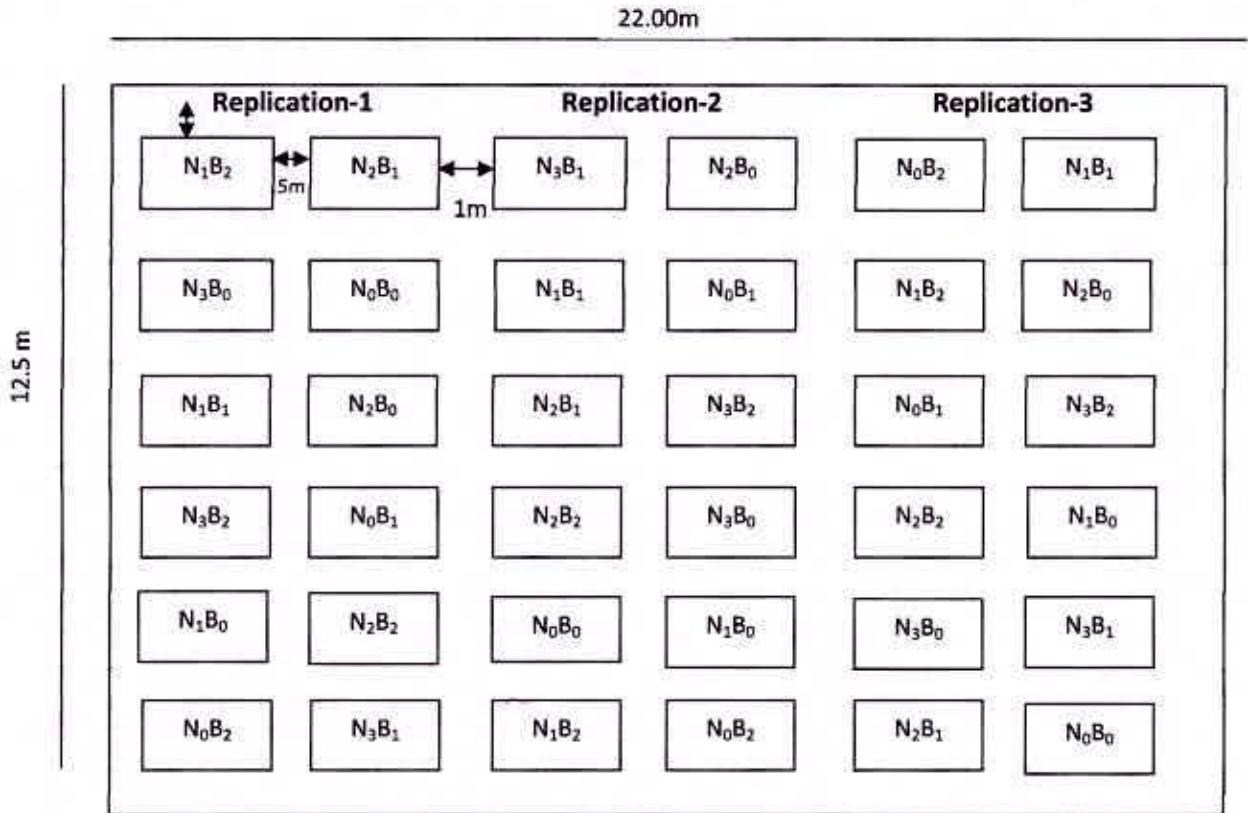 22.00m
Replication-1 Replication-2 Replication-3
N₁B₂ N₂B₁ N₃B₁ N₂B₀ N₀B₂ N₁B₁
.5m
1m
N₃B₀ N₀B₀ N₁B₁ N₀B₁ N₁B₂ N₂B₀
12.5 m
N₁B₁ N₂B₀ N₂B₁ N₃B₂ N₀B₁ N₃B₂
N₃B₂ N₀B₁ N₂B₂ N₃B₀ N₂B₂ N₁B₀
N₁B₀ N₂B₂ N₀B₀ N₁B₀ N₃B₀ N₃B₁
N₀B₂ N₃B₁ N₁B₂ N₀B₂ N₂B₁ N₀B₀